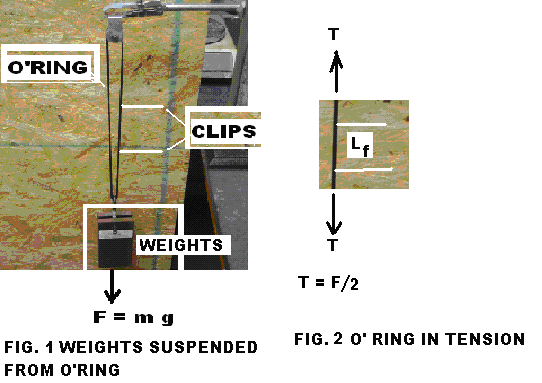 O'RING
CLIPS
WEIGHTS
F = m g
FIG. 1 WEIGHTS SUSPENDED
FROM O'RING
T
Lf
T
T = F/2
FIG. 2 O' RING IN TENSION